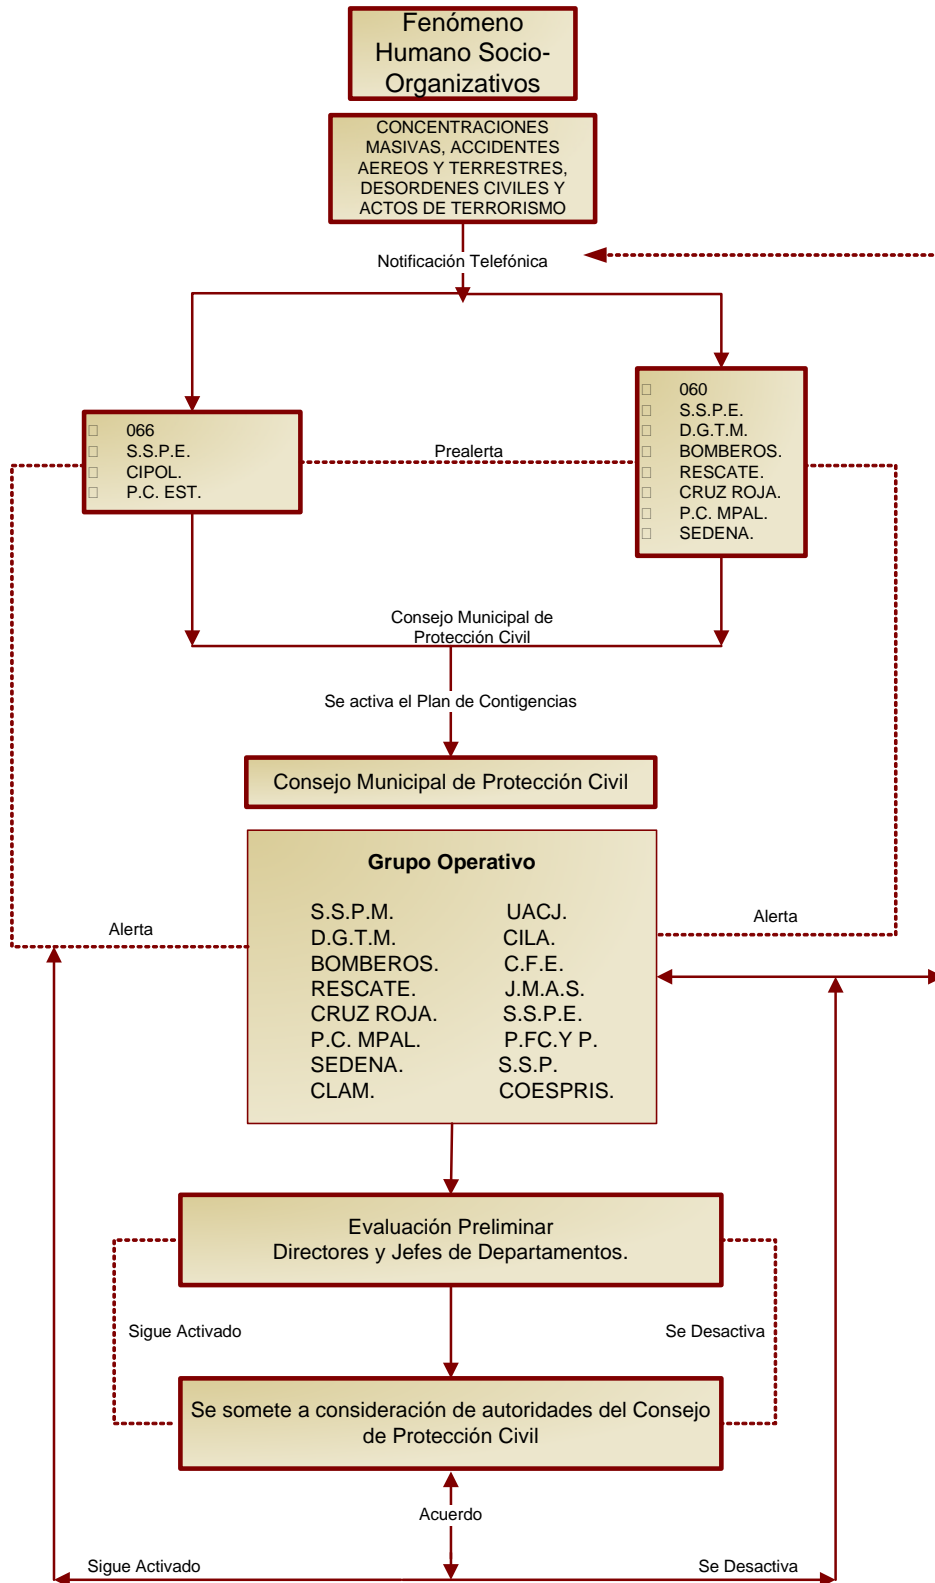 Fenómeno
Humano Socio-
Organizativos
CONCENTRACIONES
MASIVAS, ACCIDENTES
AEREOS Y TERRESTRES,
DESORDENES CIVILES Y
ACTOS DE TERRORISMO
Notificación Telefónica
066
S.S.P.E.
CIPOL.
P.C. EST.
Prealerta
060
S.S.P.E.
D.G.T.M.
BOMBEROS.
RESCATE.
CRUZ ROJA.
P.C. MPAL.
SEDENA.
Consejo Municipal de
Protección Civil
Se activa el Plan de Contigencias
Consejo Municipal de Protección Civil
Grupo Operativo
S.S.P.M. UACJ.
D.G.T.M. CILA.
BOMBEROS. C.F.E.
RESCATE. J.M.A.S.
CRUZ ROJA. S.S.P.E.
P.C. MPAL. P.FC.Y P.
SEDENA. S.S.P.
CLAM. COESPRIS.
Alerta
Alerta
Evaluación Preliminar
Directores y Jefes de Departamentos.
Sigue Activado
Se Desactiva
Se somete a consideración de autoridades del Consejo
de Protección Civil
Acuerdo
Sigue Activado
Se Desactiva